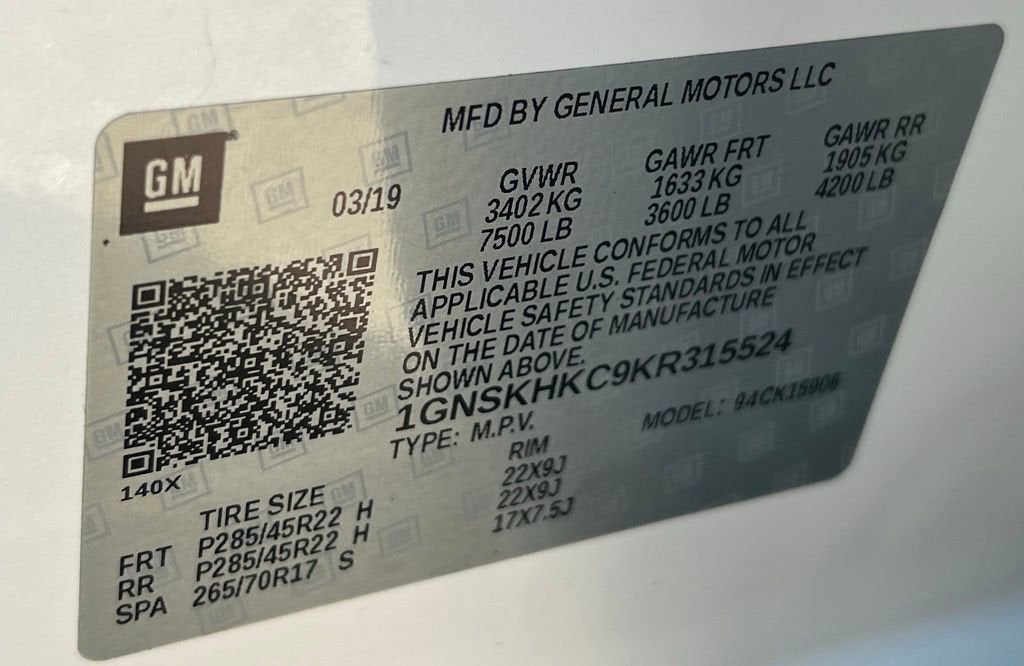 MFD BY GENERAL MOTORS LLC
GM
03/19
GVWR GAWR FRT GAWR RR
3402 KG 1633 KG 1905 KG
7500 LB 3600 LB 4200 LB
THIS VEHICLE CONFORMS TO ALL
APPLICABLE U.S. FEDERAL MOTOR
VEHICLE SAFETY STANDARDS IN EFFECT
ON THE DATE OF MANUFACTURE
SHOWN ABOVE.
1GNSKHKC9KR315524
TYPE: M.P.V. MODEL: 94CK15906
140X
TIRE SIZE RIM
FRT P285/45R22 H 22X9J
RR P285/45R22 H 22X9J
SPA 265/70R17 S 17X7.5J